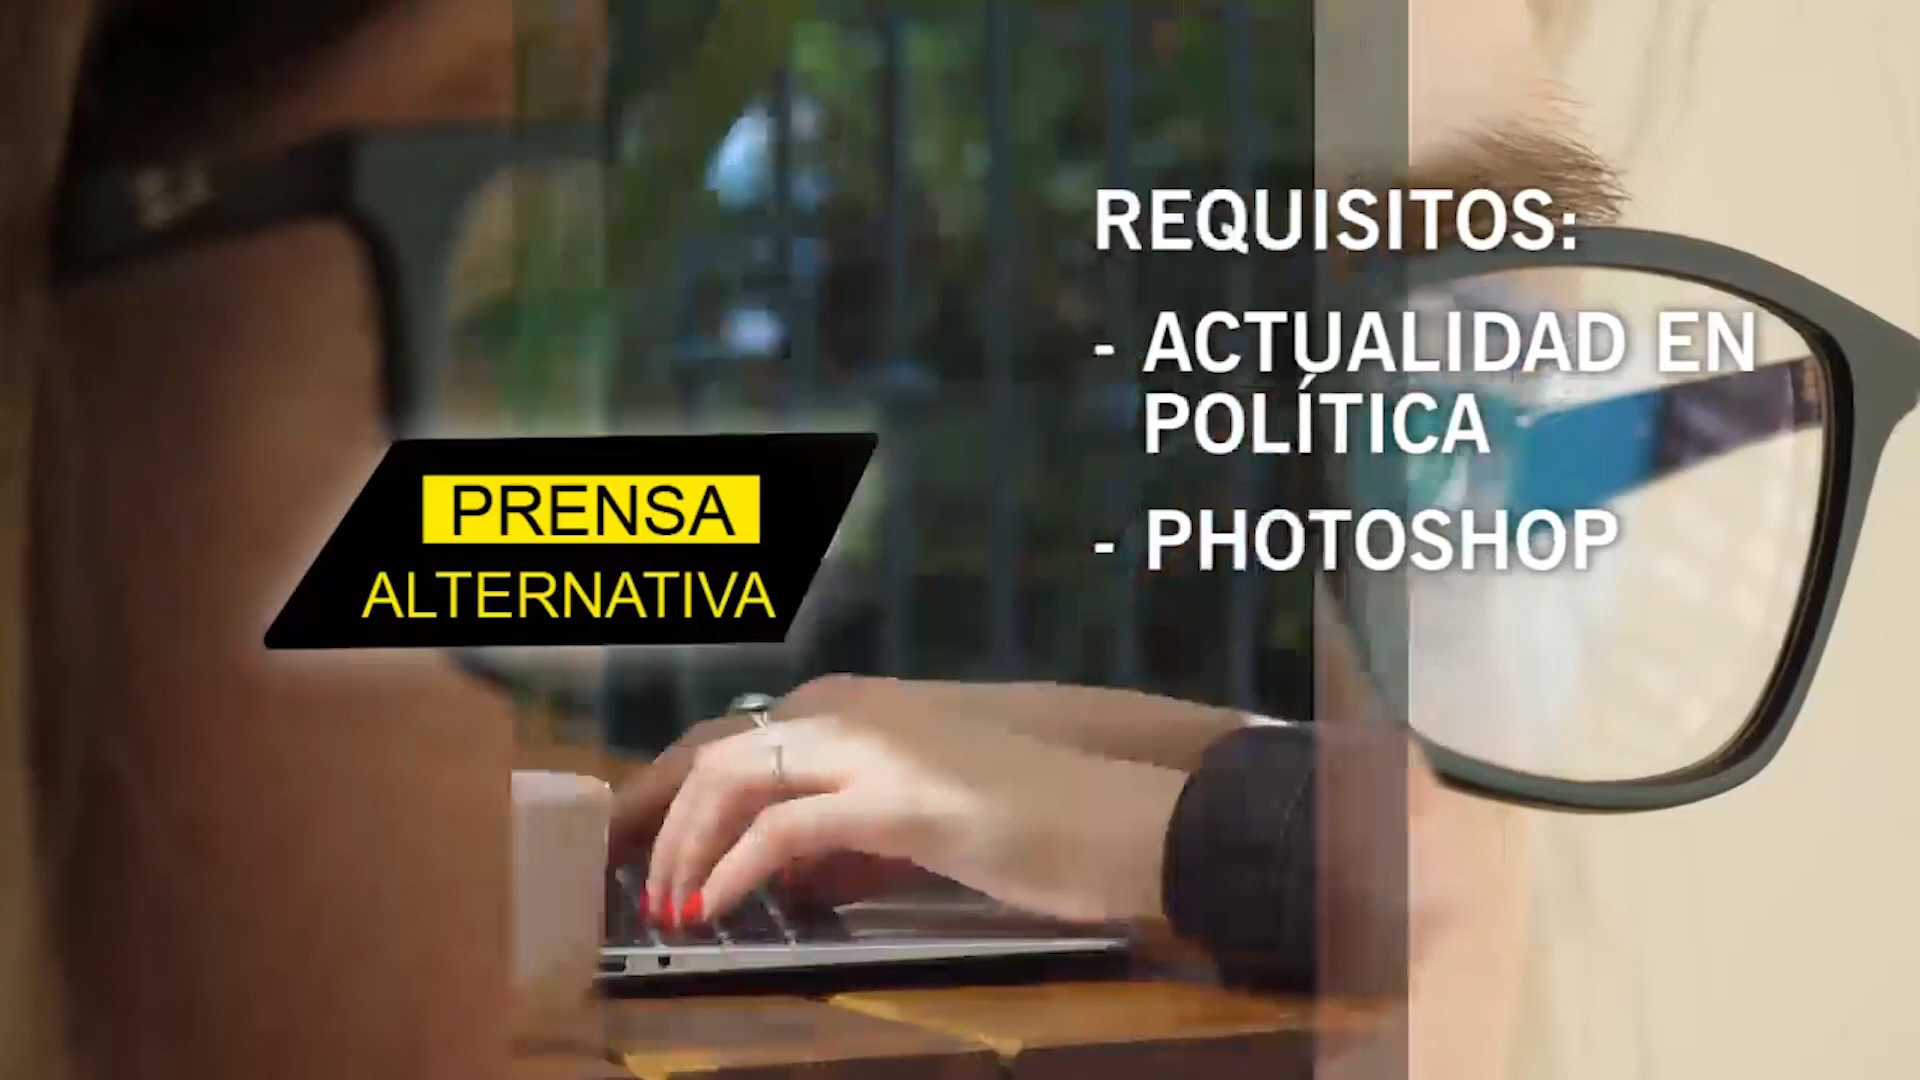 REQUISITOS:
- ACTUALIDAD EN
POLÍTICA
- PHOTOSHOP
PRENSA
ALTERNATIVA